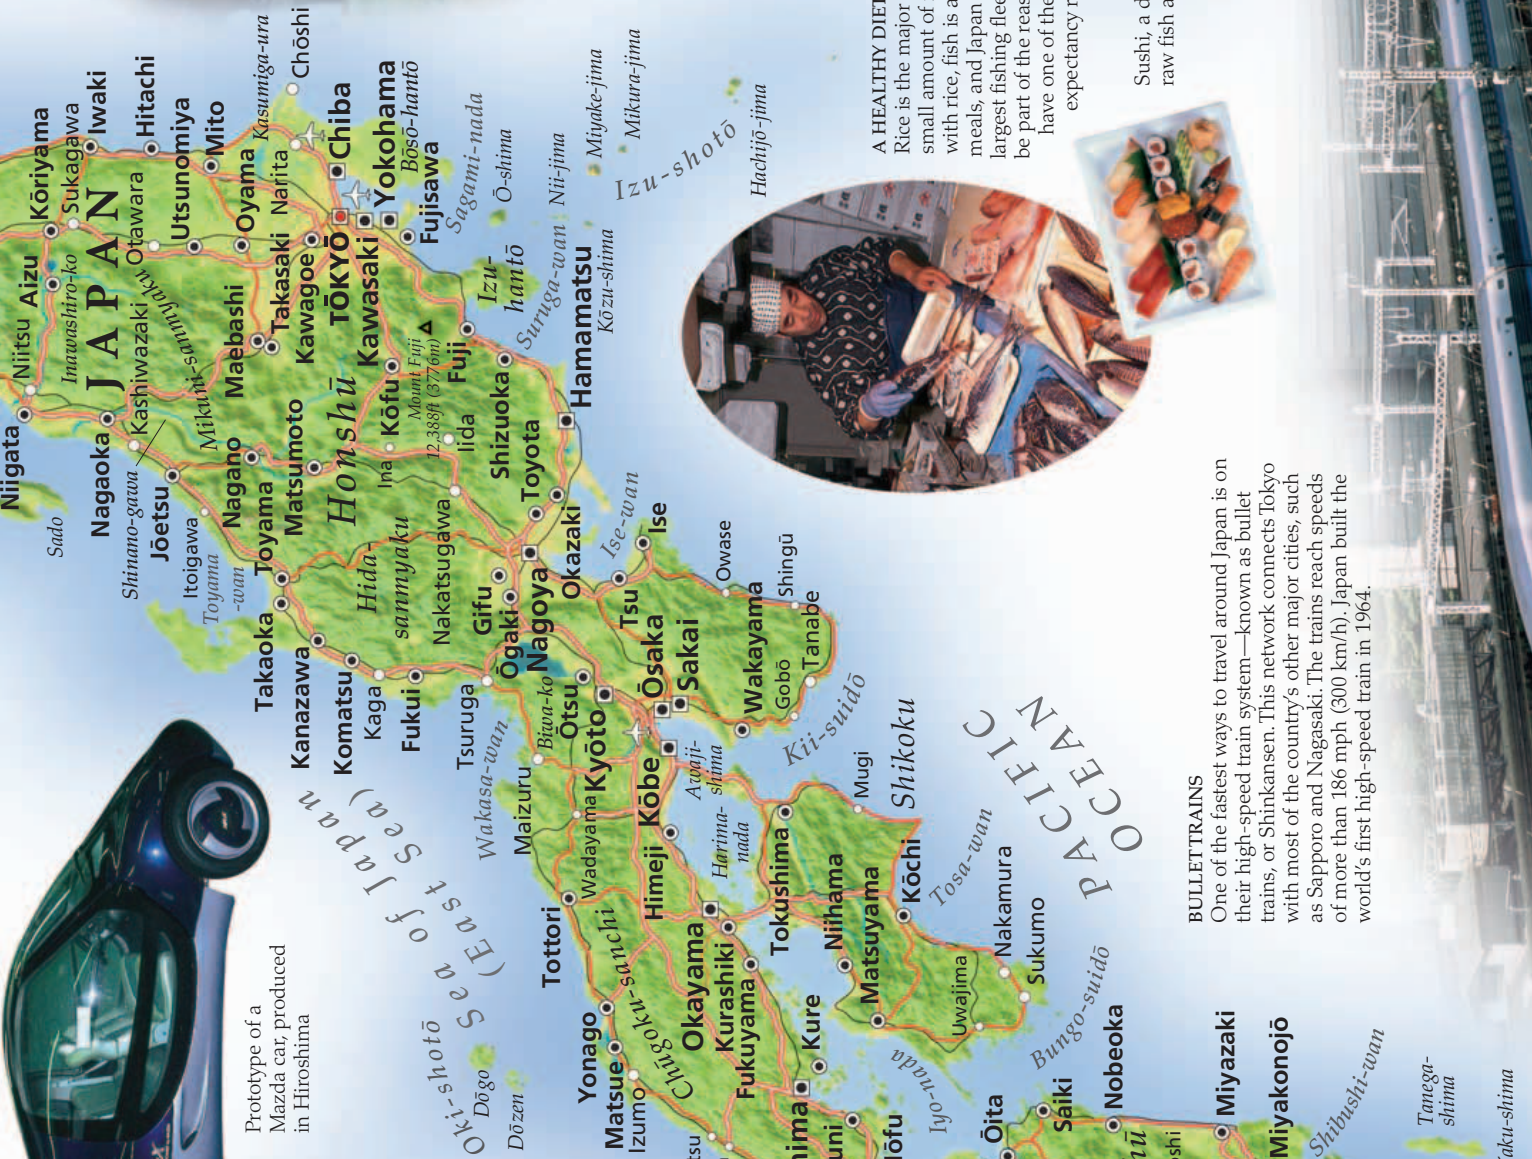 Niigata
Niitsu
Aizu
Kōriyama
Sukagawa
Iwaki
Inawashiro-ko
JAPAN
Otawara
Hitachi
Sado
Nagaoka
Kashiwazaki
Mikuni-sanmyaku
Utsunomiya
Mito
Kasumiga-ura
Chōshi
Shinano-gawa
Jōetsu
Maebashi
Oyama
Narita
Itoigawa
Nagano
Takasaki
Toyama
-wan
Toyama
Matsumoto
Kawagoe
TŌKYŌ
Chiba
Takaoka
Honshū
Kawasaki
Yokohama
Bōsō-hantō
Kanazawa
Hida-
sanmyaku
Ina
Kōfu
Mount Fuji
12,388ft (3776m)
Fujisawa
Sagami-nada
Komatsu
Kaga
Nakatsugawa
Iida
Fuji
Fukui
Gifu
Shizuoka
Izu-
hantō
Ō-shima
Tsuruga
Ōgaki
Toyota
Suruga-wan
Nii-jima
Miyake-jima
Mikura-jima
Wakasa-wan
Nagoya
Okazaki
Hamamatsu
Kōzu-shima
Izu-shotō
Hachijō-jima
Maizuru
Biwa-ko
Ōtsu
Tsu
Ise-wan
Ise
Kyōto
Ōsaka
Sakai
Owase
Wadayama
Kōbe
Awaji-
shima
Wakayama
Shingū
Gobō
Tanabe
Kii-suidō
Sea of Japan
(East Sea)
Tottori
Himeji
Harima-
nada
Mugi
Shikoku
PACIFIC
OCEAN
Chūgoku-sanchi
Okayama
Kurashiki
Tokushima
Niihama
Kōchi
Tosa-wan
Yonago
Fukuyama
Matsuyama
Nakamura
Oki-shotō
Dōgo
Dōzen
Matsue
Izumo
Kure
Uwajima
Sukumo
Iyo-nada
Bungo-suidō
Ōita
Saiki
Nobeoka
Miyazaki
Miyakonojō
Shibushi-wan
Tanega-
shima
Prototype of a
Mazda car, produced
in Hiroshima
A HEALTHY DIET
Rice is the major
small amount of
with rice, fish is a
meals, and Japan
largest fishing flee
be part of the reas
have one of the
expectancy r
Sushi, a d
raw fish a
BULLET TRAINS
One of the fastest ways to travel around Japan is on
their high-speed train system—known as bullet
trains, or Shinkansen. This network connects Tokyo
with most of the country's other major cities, such
as Sapporo and Nagasaki. The trains reach speeds
of more than 186 mph (300 km/h). Japan built the
world's first high-speed train in 1964.